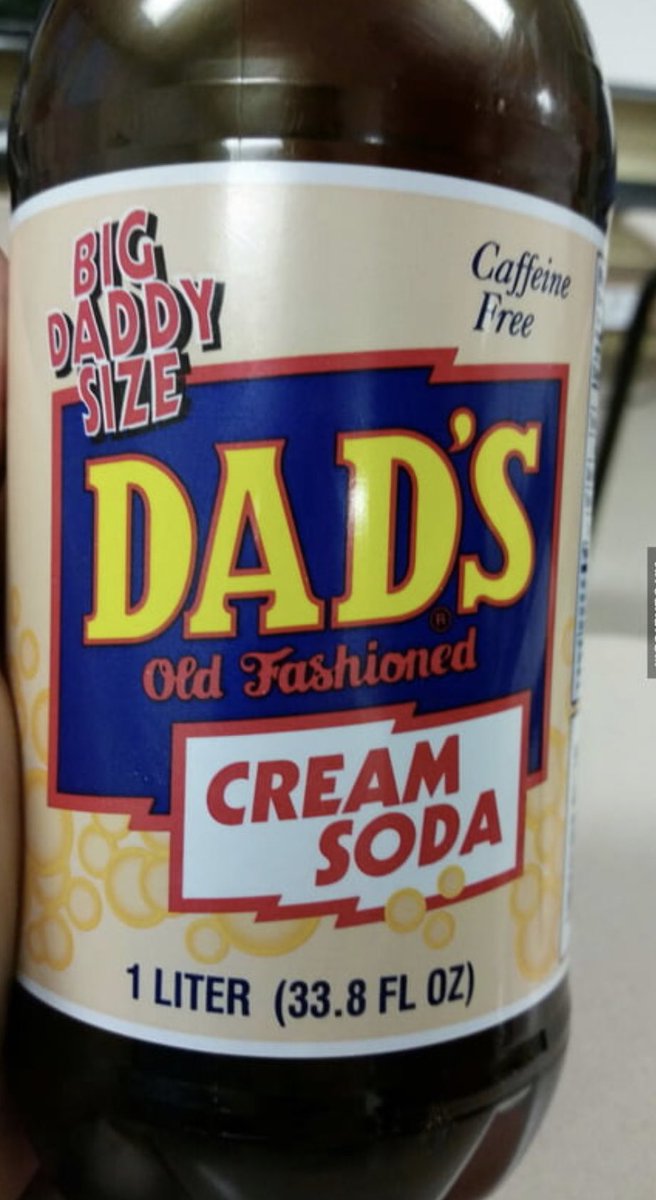 BIG
DADDY
SIZE
Caffeine
Free
DAD'S
®
Old Fashioned
CREAM
SODA
1 LITER (33.8 FL OZ)